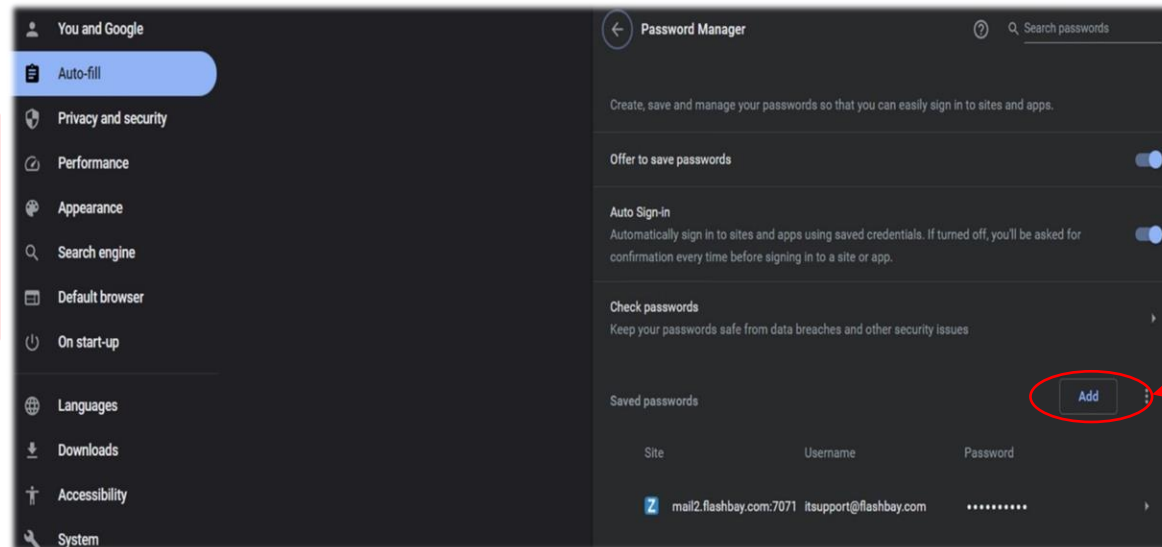 You and Google
Auto-fill
Privacy and security
Performance
Appearance
Search engine
Default browser
On start-up
Languages
Downloads
Accessibility
System
Password Manager
Search passwords
Create, save and manage your passwords so that you can easily sign in to sites and apps.
Offer to save passwords
Auto Sign-in
Automatically sign in to sites and apps using saved credentials. If turned off, you'll be asked for
confirmation every time before signing in to a site or app.
Check passwords
Keep your passwords safe from data breaches and other security issues
Saved passwords
Add
Site Username Password
mail2.flashbay.com:7071 itsupport@flashbay.com ••••••••••